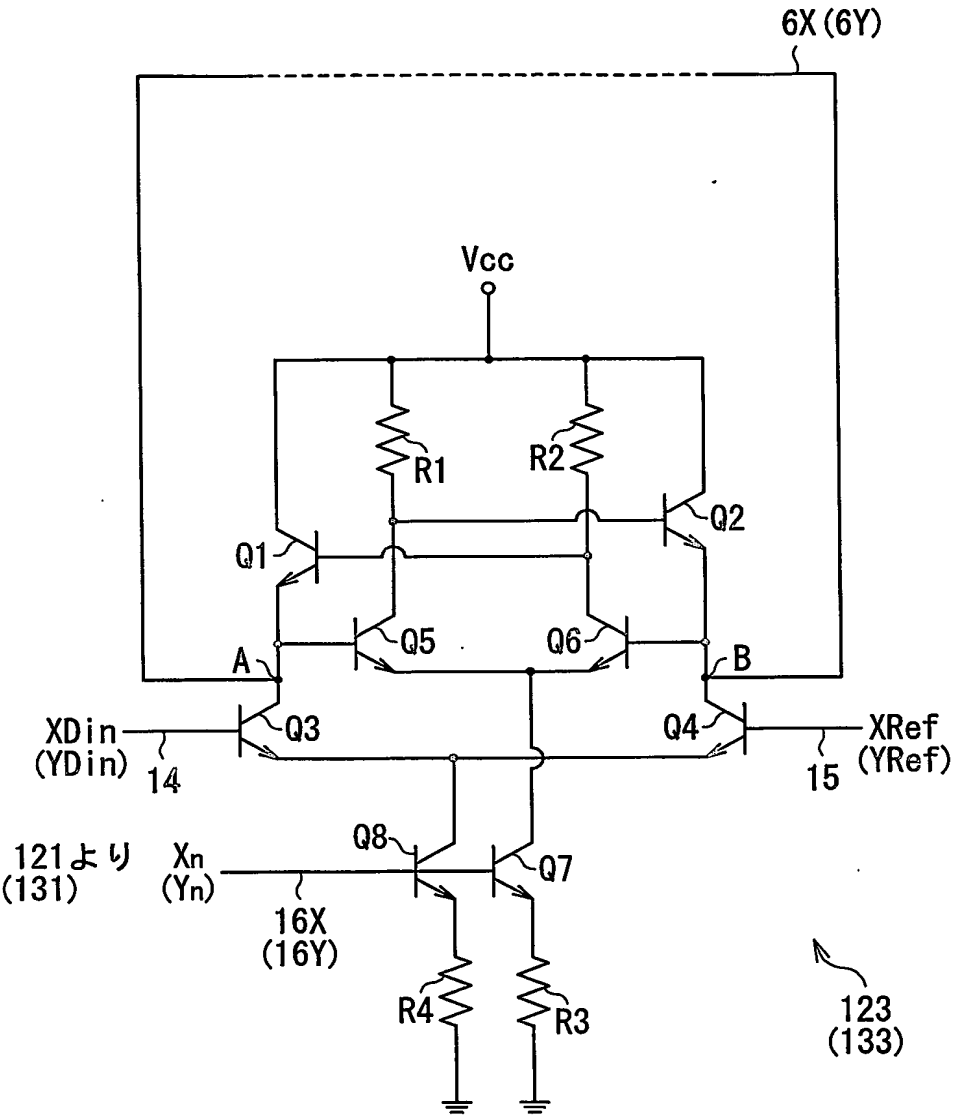 6X(6Y)
Vcc
R1
R2
Q1
Q2
Q5
Q6
A
B
XDin
(YDin)
14
Q3
Q4
15
XRef
(YRef)
Q8
Q7
121より
(131)
Xn
(Yn)
16X
(16Y)
R4
R3
123
(133)